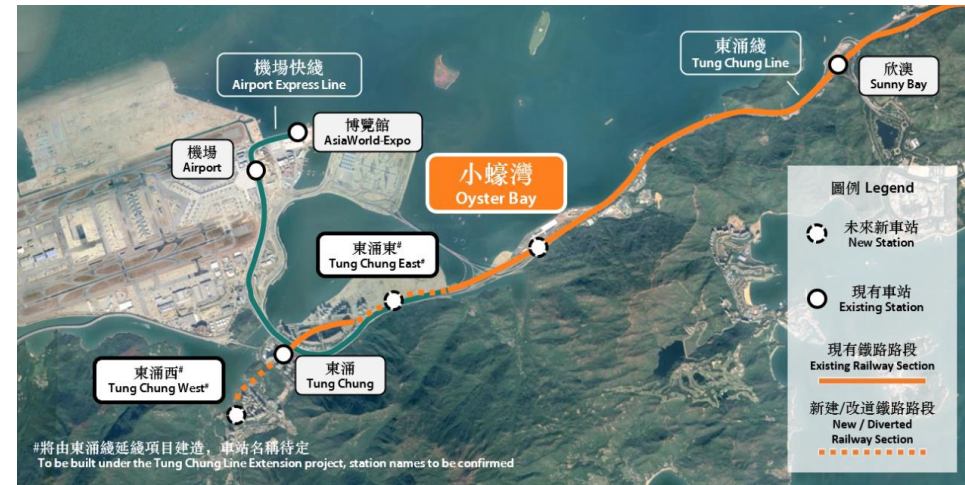 機場快綫
Airport Express Line
東涌綫
Tung Chung Line
欣澳
Sunny Bay
博覽館
AsiaWorld-Expo
機場
Airport
小蠔灣
Oyster Bay
東涌東#
Tung Chung East#
東涌西#
Tung Chung West#
東涌
Tung Chung
圖例 Legend
未來新車站
New Station
現有車站
Existing Station
現有鐵路路段
Existing Railway Section
新建/改道鐵路路段
New / Diverted
Railway Section
#將由東涌綫延綫項目建造，車站名稱待定
To be built under the Tung Chung Line Extension project, station names to be confirmed